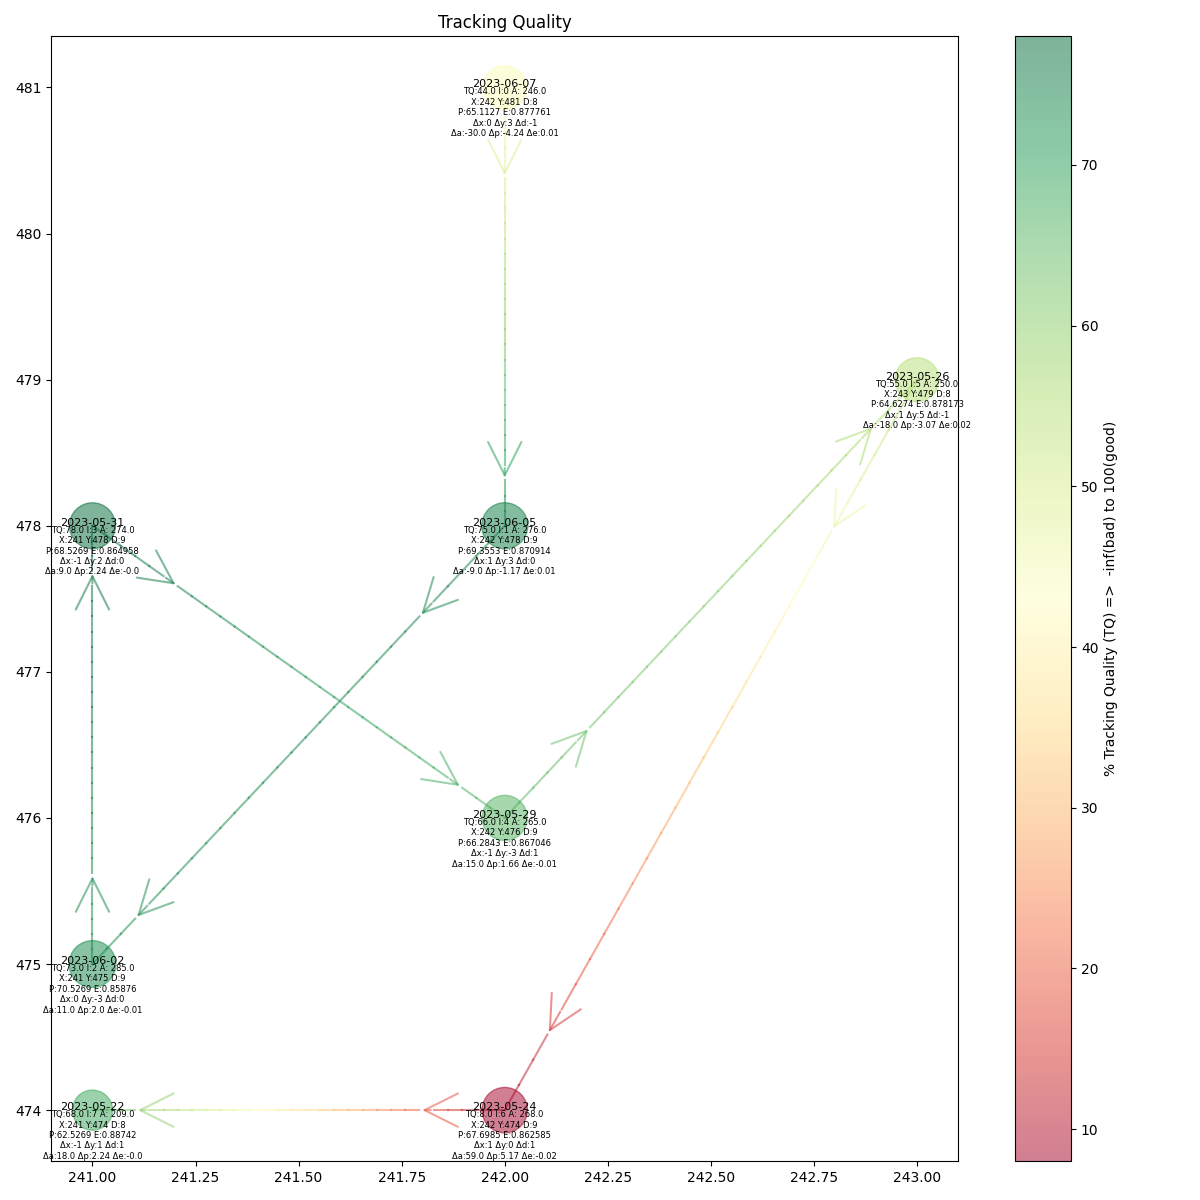 Tracking Quality
481
480
479
478
477
476
475
474
2023-06-07
TQ:44.0 I:0 A: 246.0
X:242 Y:481 D:8
P:65.1127 E:0.877761
Δx:0 Δy:3 Δd:-1
Δa:-30.0 Δp:-4.24 Δe:0.01
2023-05-26
TQ:55.0 I:5 A: 250.0
X:243 Y:479 D:8
P:64.6274 E:0.878173
Δx:1 Δy:5 Δd:-1
Δa:-18.0 Δp:-3.07 Δe:0.02
2023-05-31
TQ:78.0 I:3 A: 274.0
X:241 Y:478 D:9
P:68.5269 E:0.864958
Δx:-1 Δy:2 Δd:0
Δa:9.0 Δp:2.24 Δe:-0.0
2023-06-05
TQ:75.0 I:1 A: 276.0
X:242 Y:478 D:9
P:69.3553 E:0.870914
Δx:1 Δy:3 Δd:0
Δa:-9.0 Δp:-1.17 Δe:0.01
2023-05-29
TQ:66.0 I:4 A: 265.0
X:242 Y:476 D:9
P:66.2843 E:0.867046
Δx:-1 Δy:-3 Δd:1
Δa:15.0 Δp:1.66 Δe:-0.01
2023-06-02
TQ:73.0 I:2 A: 285.0
X:241 Y:475 D:9
P:70.5269 E:0.85876
Δx:0 Δy:-3 Δd:0
Δa:11.0 Δp:2.0 Δe:-0.01
2023-05-22
TQ:68.0 I:7 A: 209.0
X:241 Y:474 D:8
P:62.5269 E:0.88742
Δx:-1 Δy:1 Δd:1
Δa:18.0 Δp:2.24 Δe:-0.0
2023-05-24
TQ:8.0 I:6 A: 268.0
X:242 Y:474 D:9
P:67.6985 E:0.862585
Δx:1 Δy:0 Δd:1
Δa:59.0 Δp:5.17 Δe:-0.02
241.00 241.25 241.50 241.75 242.00 242.25 242.50 242.75 243.00
70
60
50
40
30
20
10
% Tracking Quality (TQ) => -inf(bad) to 100(good)